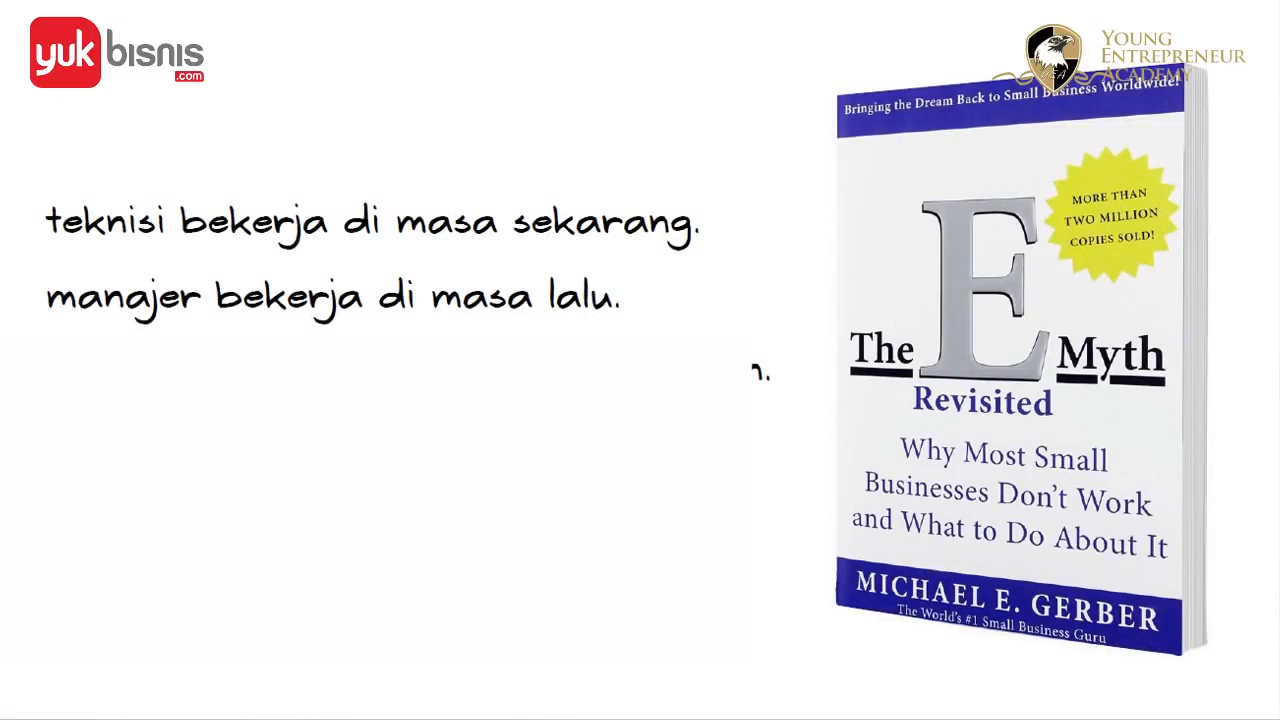 yuk bisnis
.com
YOUNG
ENTREPRENEUR
ACADEMY
Bringing the Dream Back to Small Business Worldwide!
teknisi bekerja di masa sekarang.
manajer bekerja di masa lalu.
MORE THAN
TWO MILLION
COPIES SOLD!
The E Myth
Revisited
Why Most Small
Businesses Don't Work
and What to Do About It
MICHAEL E. GERBER
The World's #1 Small Business Guru